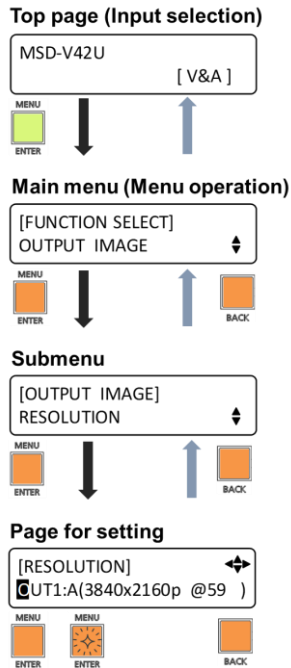 Top page (Input selection)
MSD-V42U
[ V&A ]
MENU
ENTER
Main menu (Menu operation)
[FUNCTION SELECT]
OUTPUT IMAGE
MENU
ENTER
BACK
Submenu
[OUTPUT IMAGE]
RESOLUTION
MENU
ENTER
BACK
Page for setting
[RESOLUTION]
OUT1:A(3840x2160p @59 )
MENU MENU
ENTER ENTER BACK